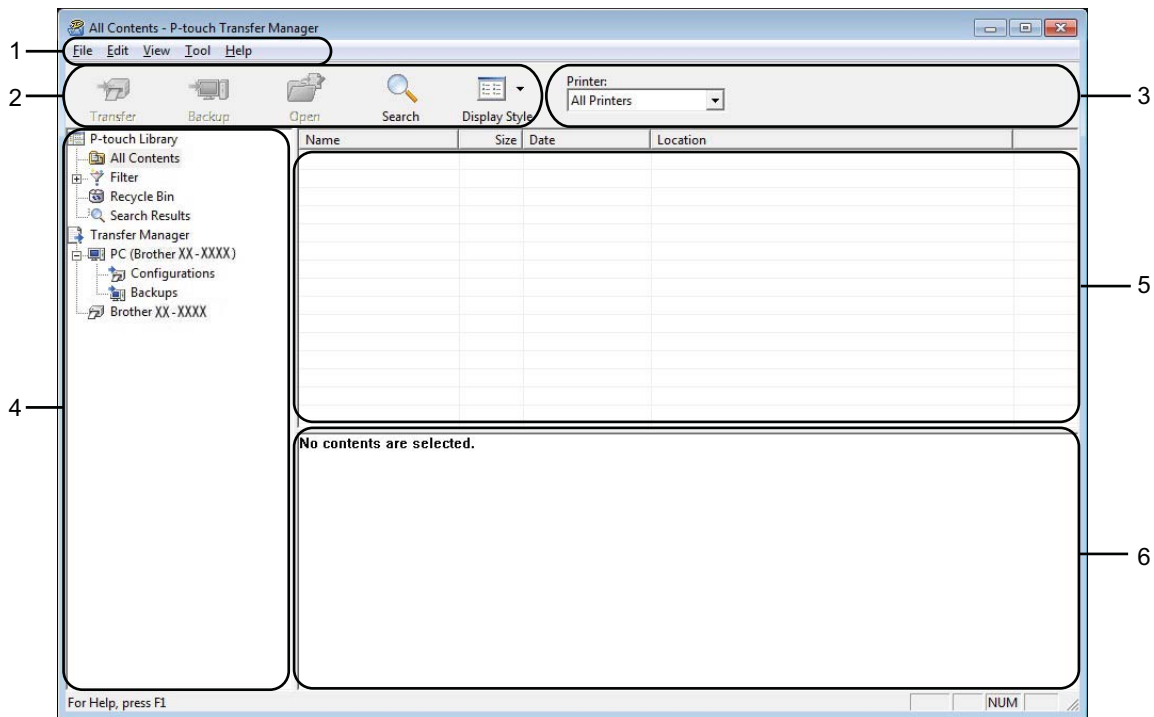 All Contents - P-touch Transfer Manager
1
File Edit View Tool Help
2
Transfer Backup Open Search Display Style
Printer:
All Printers
3
P-touch Library
All Contents
Filter
Recycle Bin
Search Results
Transfer Manager
PC (Brother XX-XXXX)
Configurations
Backups
Brother XX-XXXX
4
Name Size Date Location
5
No contents are selected.
6
For Help, press F1
NUM